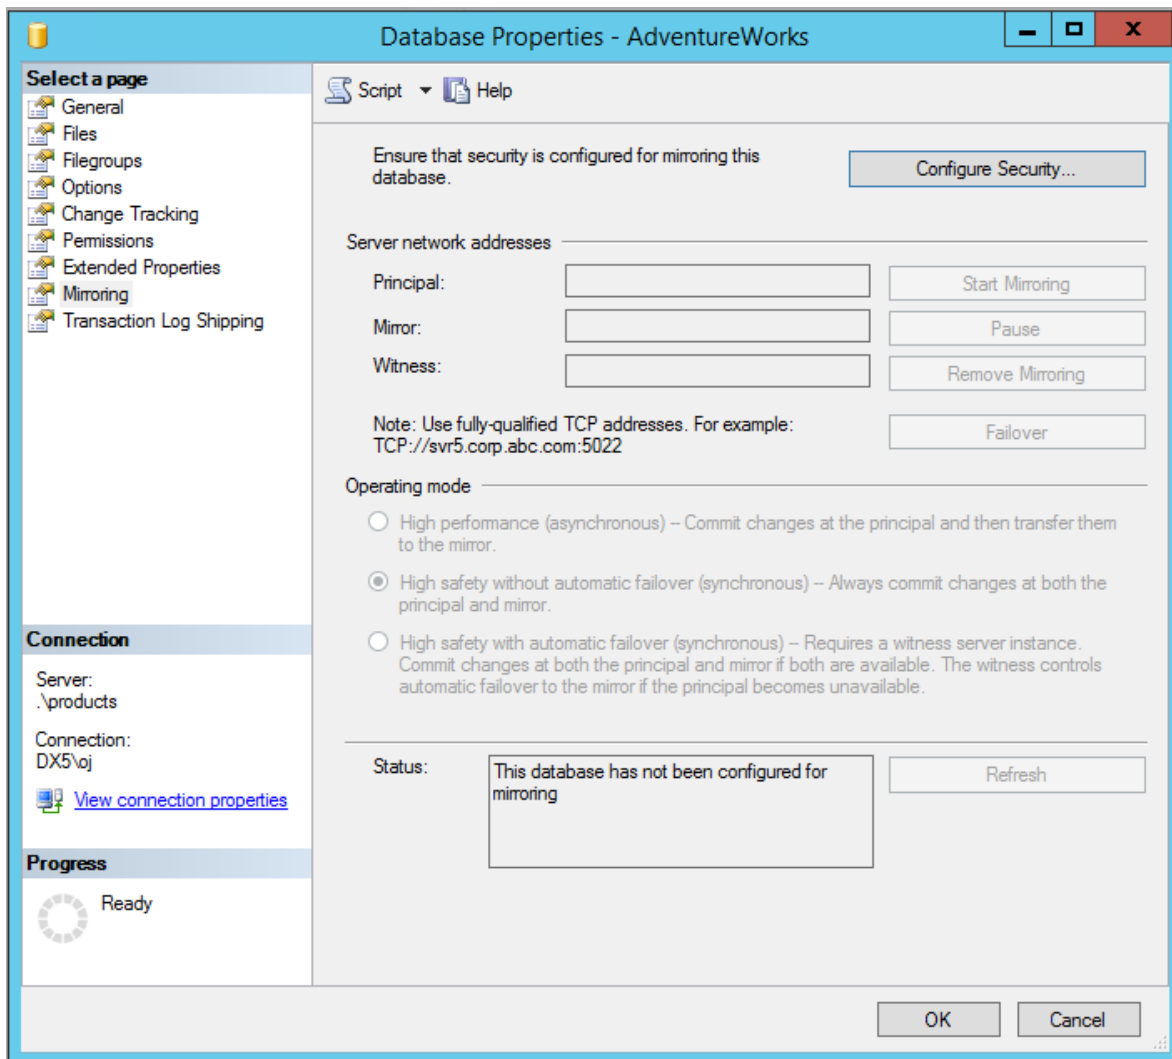 Database Properties - AdventureWorks
Select a page
General
Files
Filegroups
Options
Change Tracking
Permissions
Extended Properties
Mirroring
Transaction Log Shipping
Connection
Server:
.\products
Connection:
DX5\oj
View connection properties
Progress
Ready
Script
Help
Ensure that security is configured for mirroring this
database.
Configure Security...
Server network addresses
Principal:
Start Mirroring
Mirror:
Pause
Witness:
Remove Mirroring
Note: Use fully-qualified TCP addresses. For example:
TCP://svr5.corp.abc.com:5022
Failover
Operating mode
High performance (asynchronous) – Commit changes at the principal and then transfer them
to the mirror.
High safety without automatic failover (synchronous) – Always commit changes at both the
principal and mirror.
High safety with automatic failover (synchronous) – Requires a witness server instance.
Commit changes at both the principal and mirror if both are available. The witness controls
automatic failover to the mirror if the principal becomes unavailable.
Status:
This database has not been configured for
mirroring
Refresh
OK
Cancel